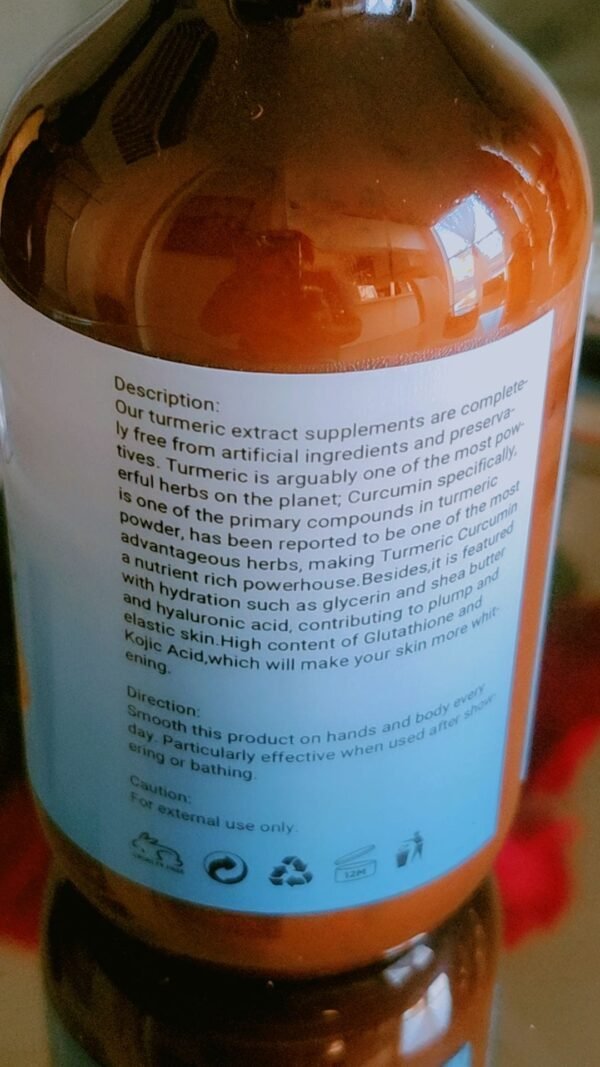 Description:
Our turmeric extract supplements are complete-
ly free from artificial ingredients and preserva-
tives. Turmeric is arguably one of the most pow-
erful herbs on the planet; Curcumin specifically,
is one of the primary compounds in turmeric
powder, has been reported to be one of the most
advantageous herbs, making Turmeric Curcumin
a nutrient rich powerhouse.Besides,it is featured
with hydration such as glycerin and shea butter
and hyaluronic acid, contributing to plump and
elastic skin.High content of Glutathione and
Kojic Acid,which will make your skin more whit-
ening.
Direction:
Smooth this product on hands and body every
day. Particularly effective when used after show-
ering or bathing.
Caution:
For external use only.
CRUELTY FREE
12M